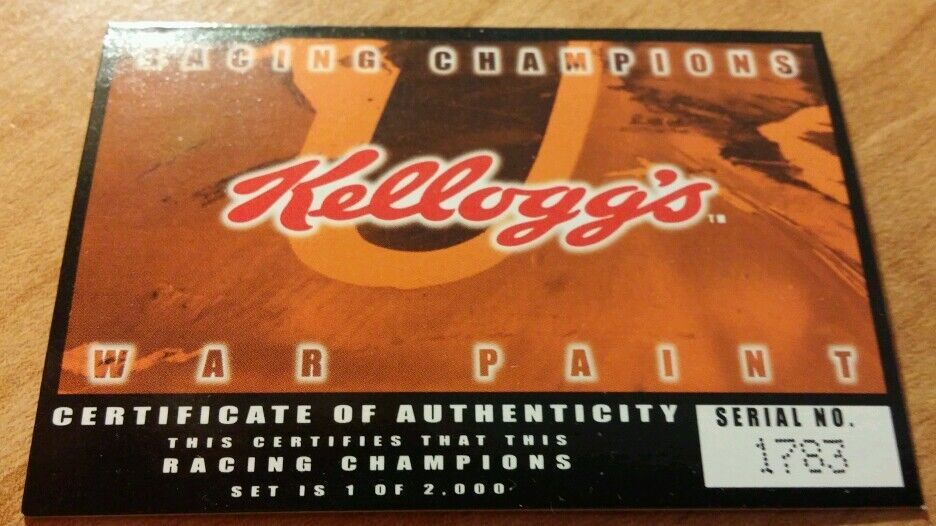 RACING CHAMPIONS
Kellogg's™
WAR PAINT
CERTIFICATE OF AUTHENTICITY
THIS CERTIFIES THAT THIS
RACING CHAMPIONS
SET IS 1 OF 2,000
SERIAL NO.
1783